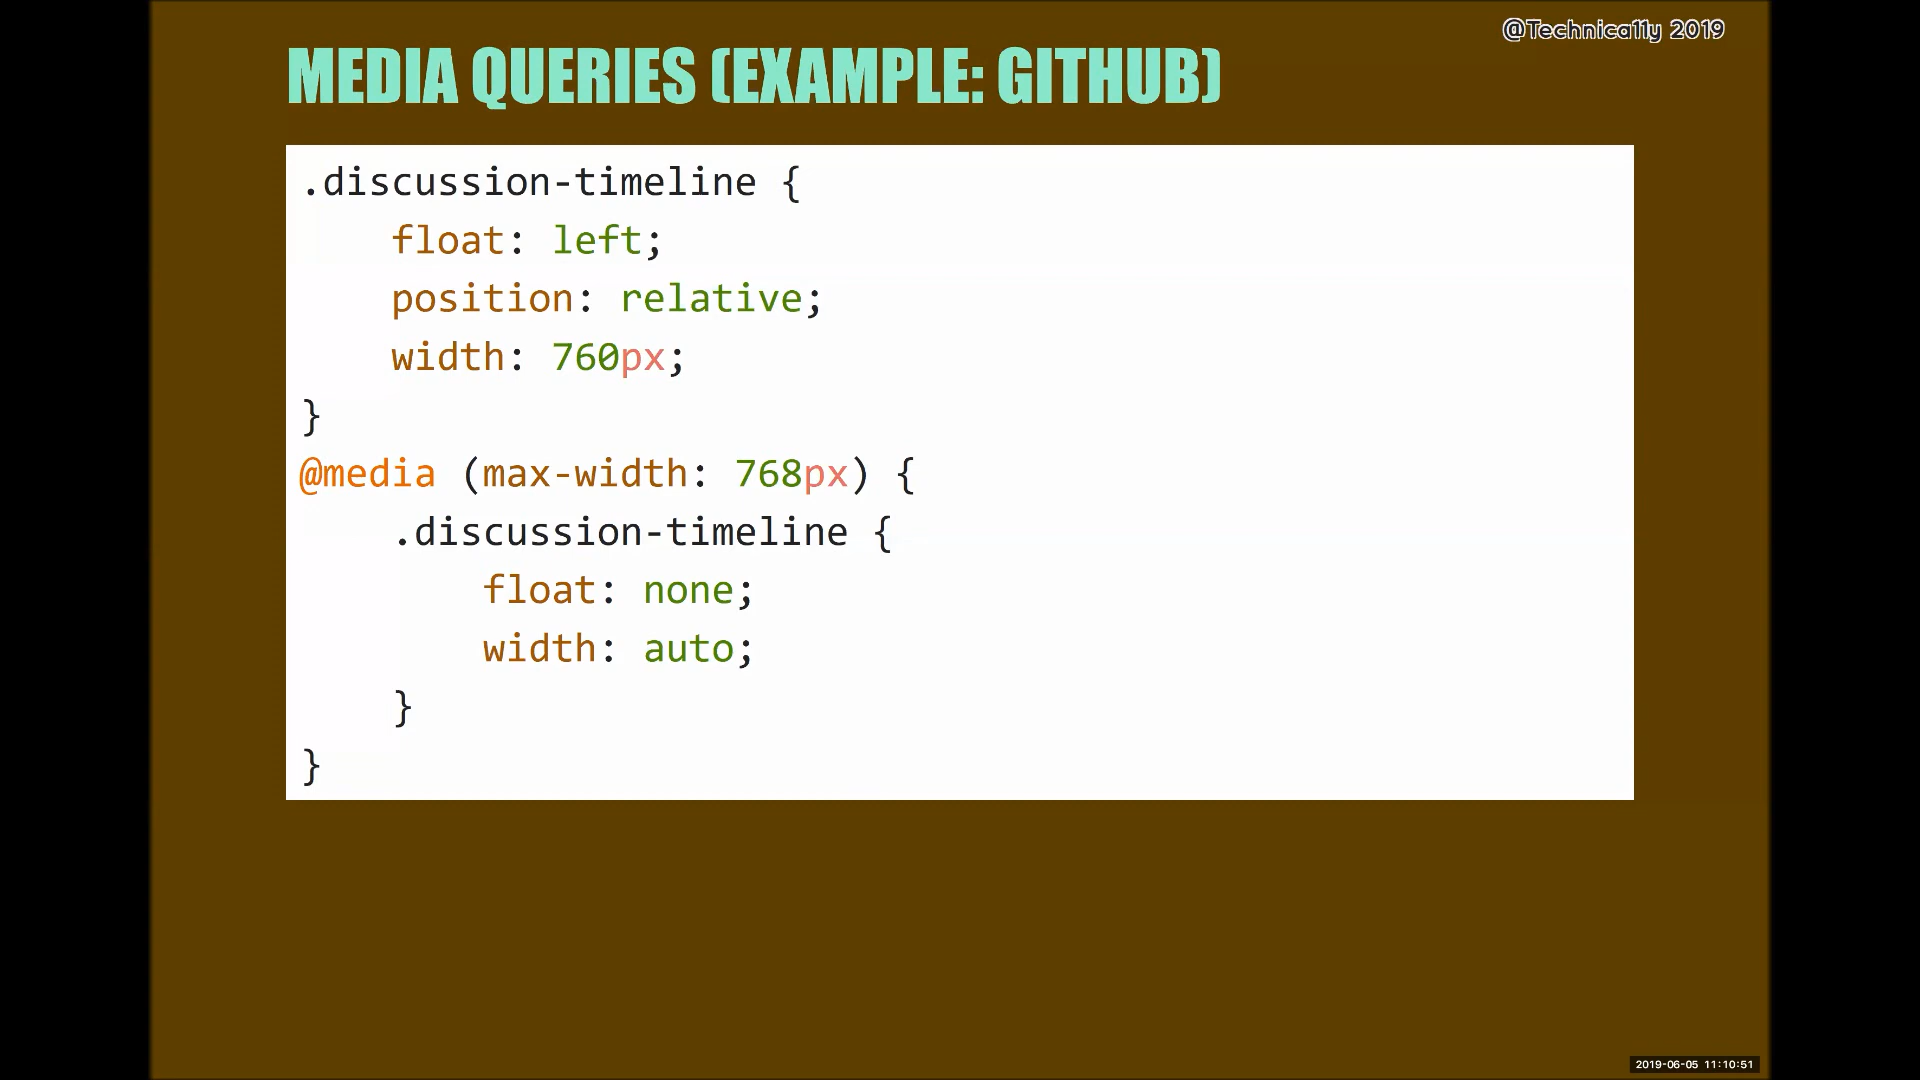 @Technica11y 2019
MEDIA QUERIES (EXAMPLE: GITHUB)
.discussion-timeline {
    float: left;
    position: relative;
    width: 760px;
}
@media (max-width: 768px) {
    .discussion-timeline {
        float: none;
        width: auto;
    }
}
2019-06-05 11:10:51